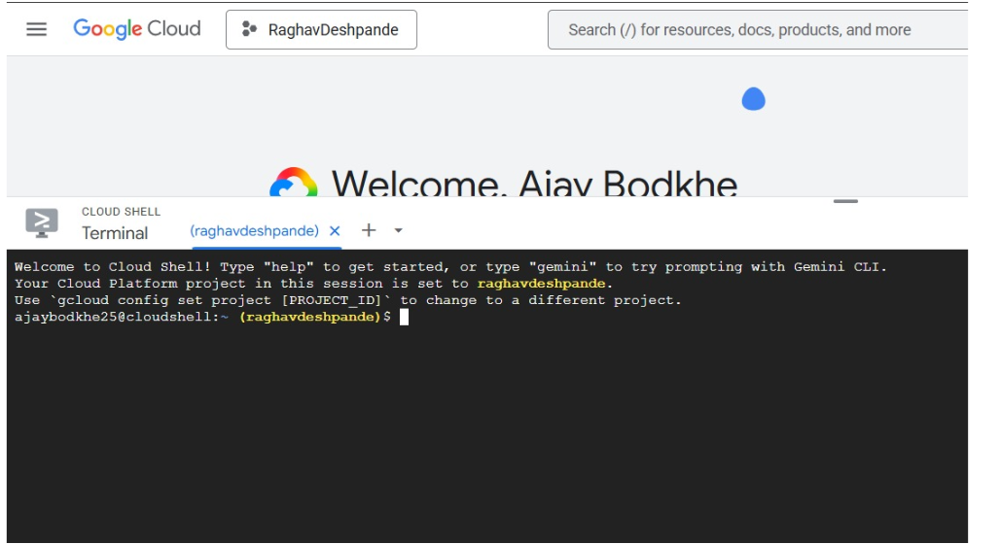 Google Cloud
RaghavDeshpande
Search (/) for resources, docs, products, and more
Welcome, Ajay Bodkhe
CLOUD SHELL
Terminal
(raghavdeshpande)
Welcome to Cloud Shell! Type "help" to get started, or type "gemini" to try prompting with Gemini CLI.
Your Cloud Platform project in this session is set to raghavdeshpande.
Use `gcloud config set project [PROJECT_ID]` to change to a different project.
ajaybodkhe25@cloudshell:~ (raghavdeshpande)$